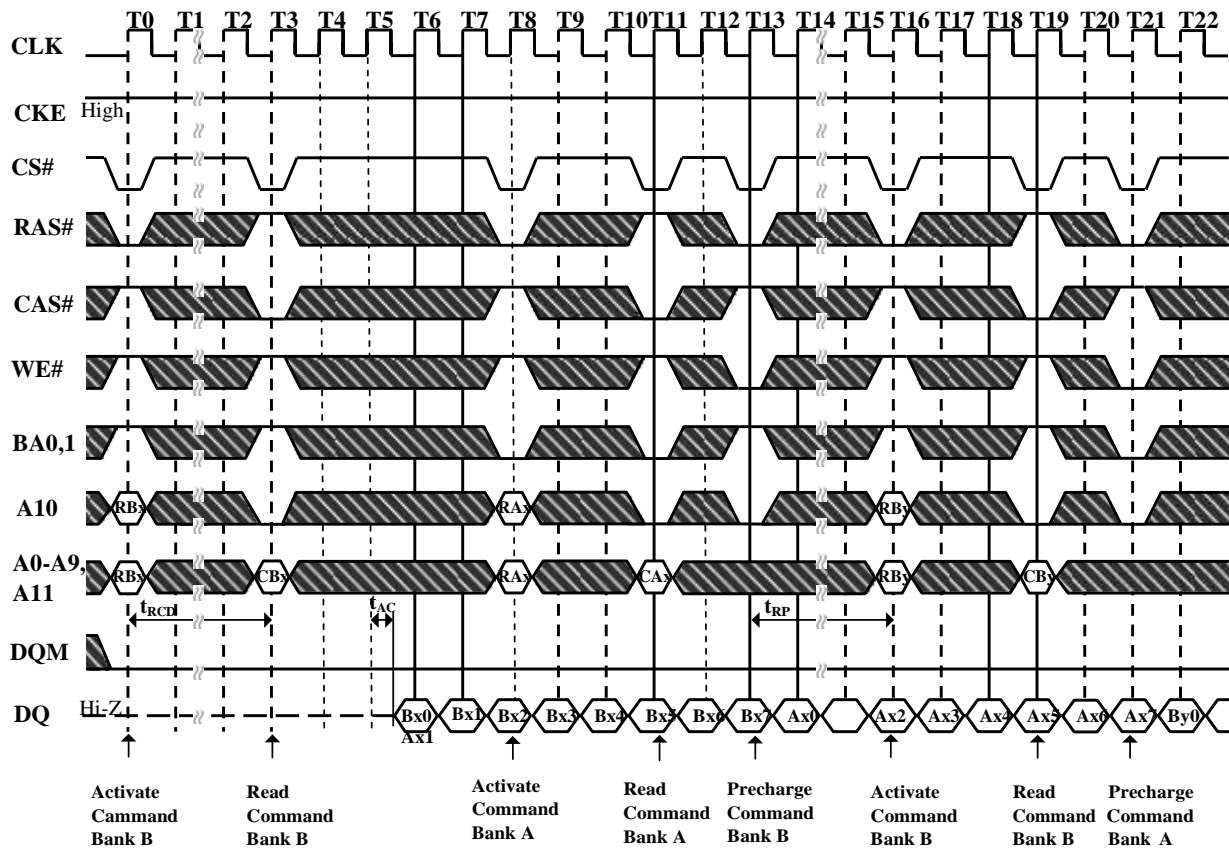 T0 T1 T2 T3 T4 T5 T6 T7 T8 T9 T10 T11 T12 T13 T14 T15 T16 T17 T18 T19 T20 T21 T22
CLK
CKE High
CS#
RAS#
CAS#
WE#
BA0,1
A10 RBx RAx RBy
A0-A9,
A11 RBx CBx RAx CAx RBy CBy
tRCD tAC tRP
DQM
DQ Hi-Z Bx0 Bx1 Bx2 Bx3 Bx4 Bx5 Bx6 Bx7 Ax0 Ax2 Ax3 Ax4 Ax5 Ax6 Ax7 By0
Ax1
Activate
Cammand
Bank B
Read
Command
Bank B
Activate
Command
Bank A
Read
Command
Bank A
Precharge
Command
Bank B
Activate
Command
Bank B
Read
Command
Bank B
Precharge
Command
Bank A